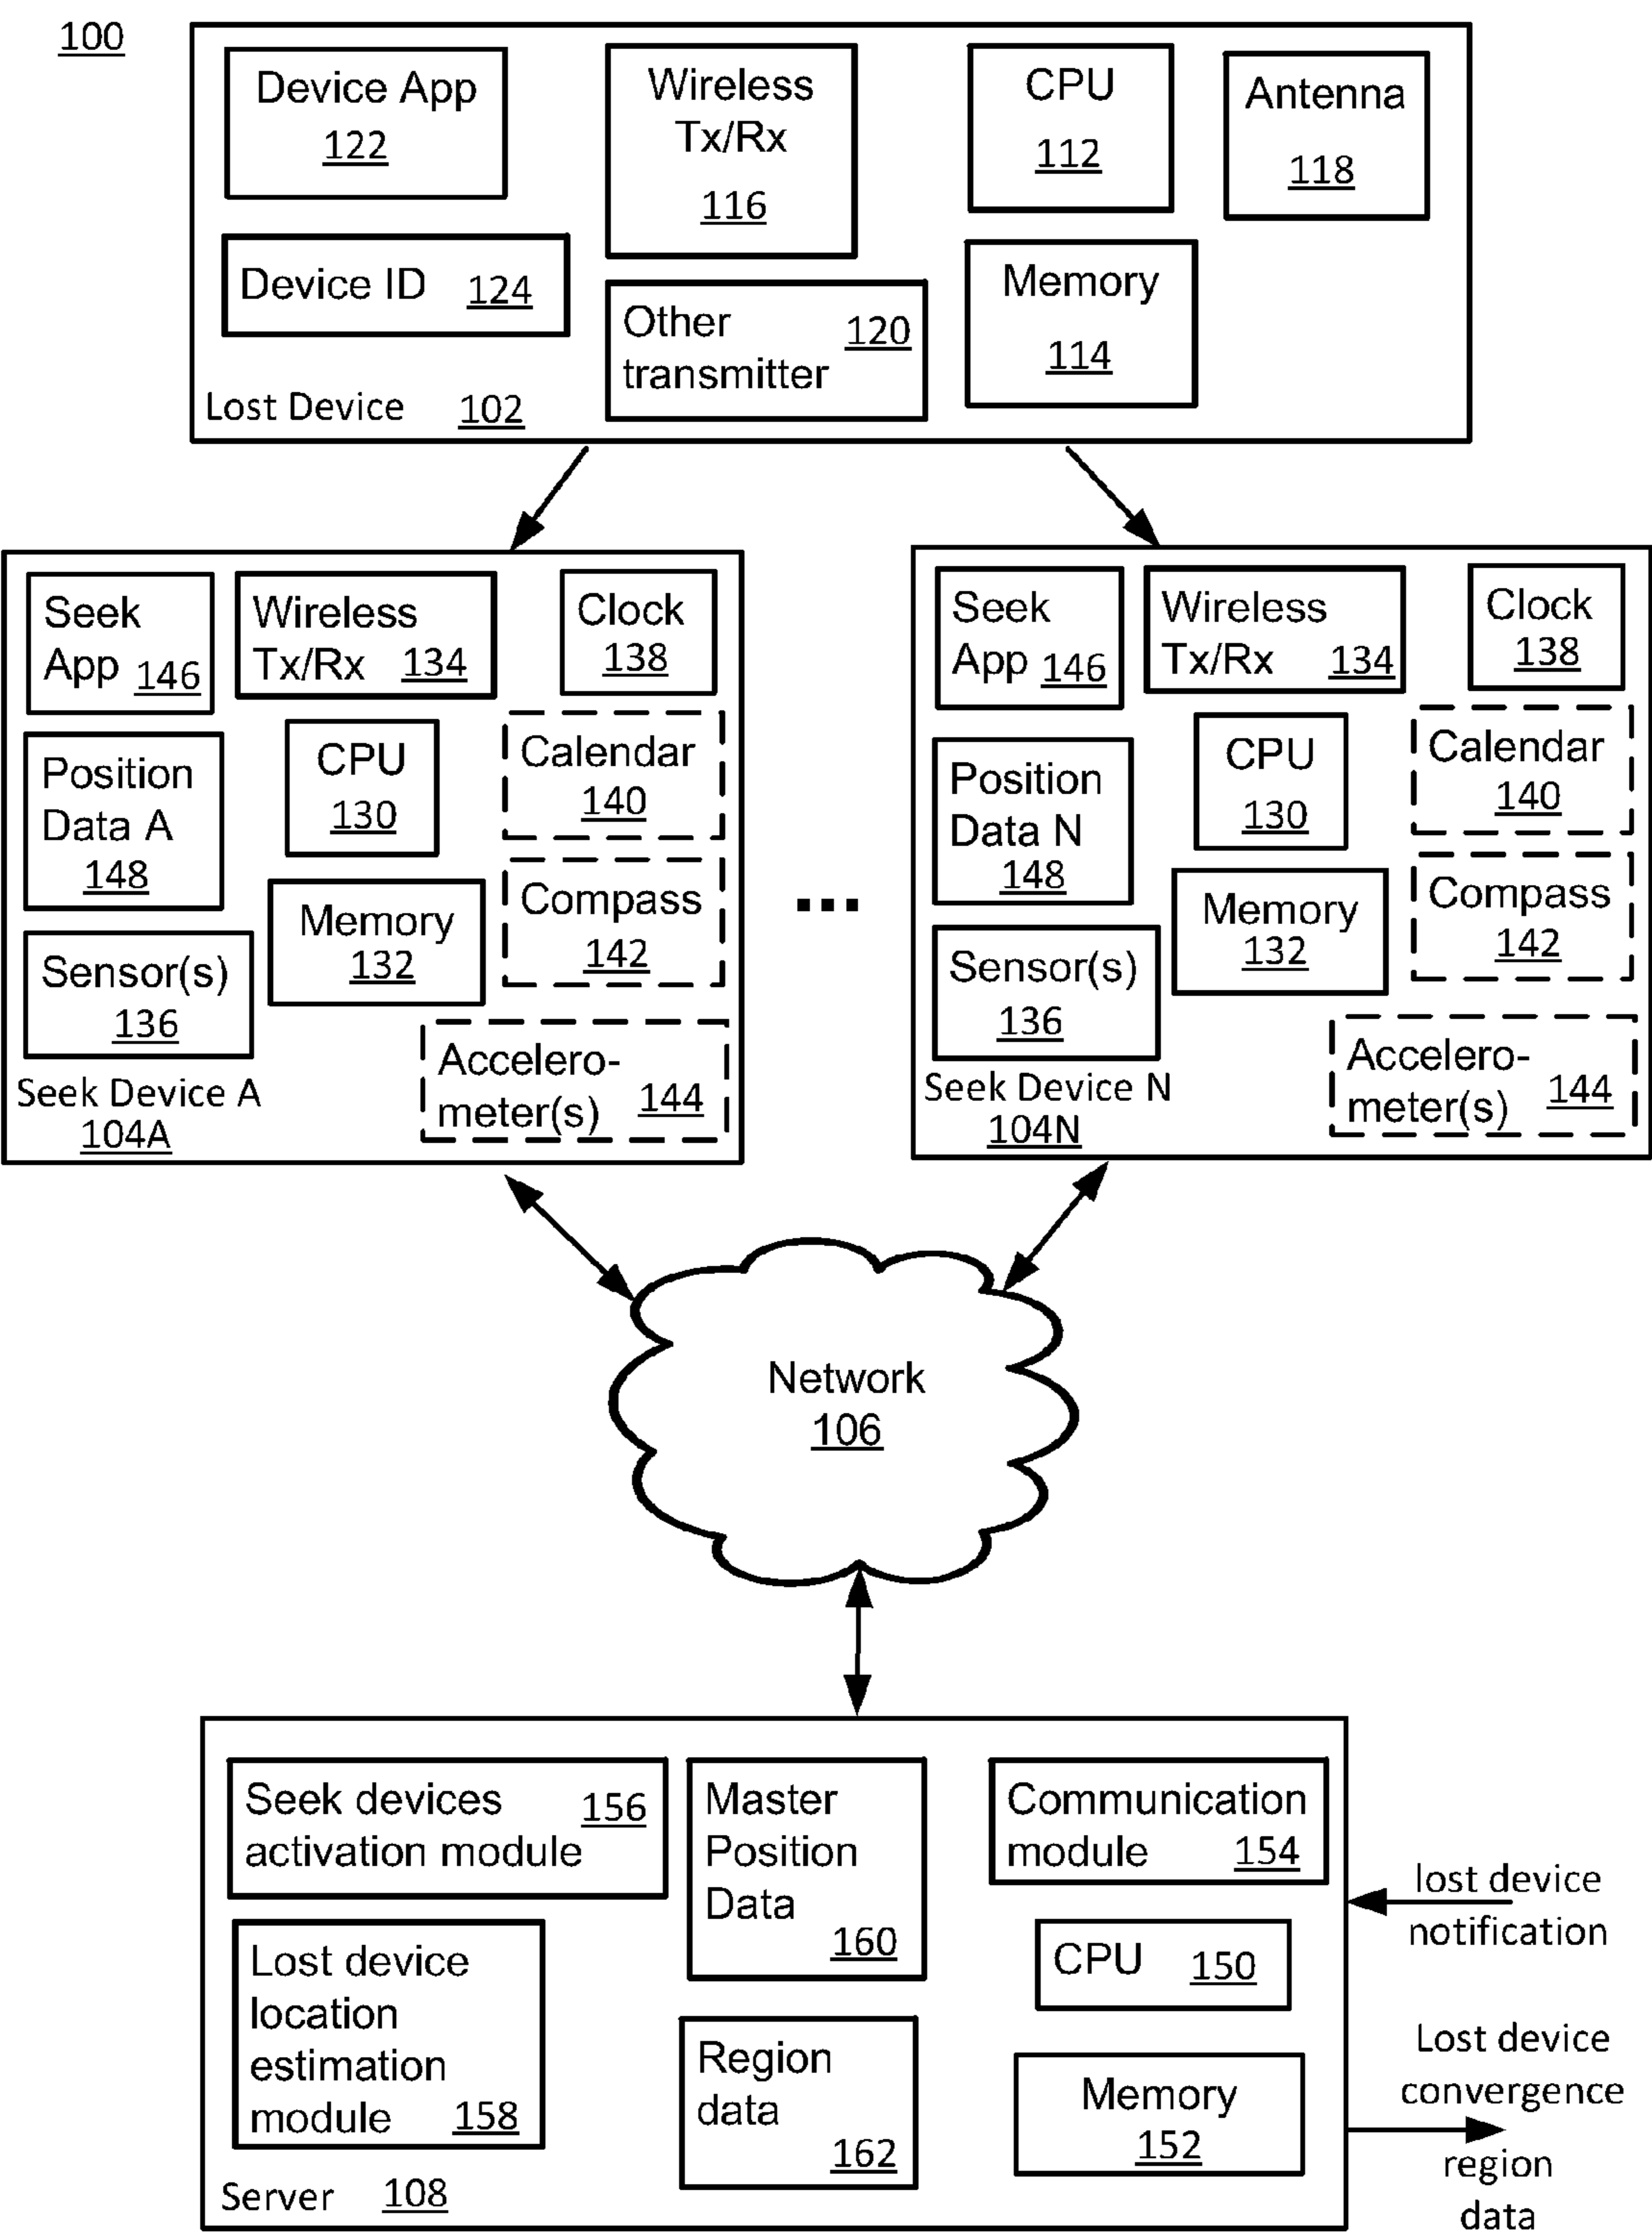 100
Device App
122
Wireless
Tx/Rx
116
CPU
112
Antenna
118
Device ID 124
Other 120
transmitter
Memory
114
Lost Device 102
Seek
App 146
Wireless
Tx/Rx 134
Clock
138
Position
Data A
148
CPU
130
Calendar
140
Memory
132
Compass
142
Sensor(s)
136
Accelero-
meter(s) 144
Seek Device A
104A
...
Seek
App 146
Wireless
Tx/Rx 134
Clock
138
Position
Data N
148
CPU
130
Calendar
140
Memory
132
Compass
142
Sensor(s)
136
Accelero-
meter(s) 144
Seek Device N
104N
Network
106
Seek devices 156
activation module
Master
Position
Data
160
Communication
module 154
lost device
notification
Lost device
location
estimation
module 158
CPU 150
Region
data
162
Memory
152
Lost device
convergence
region
data
Server 108